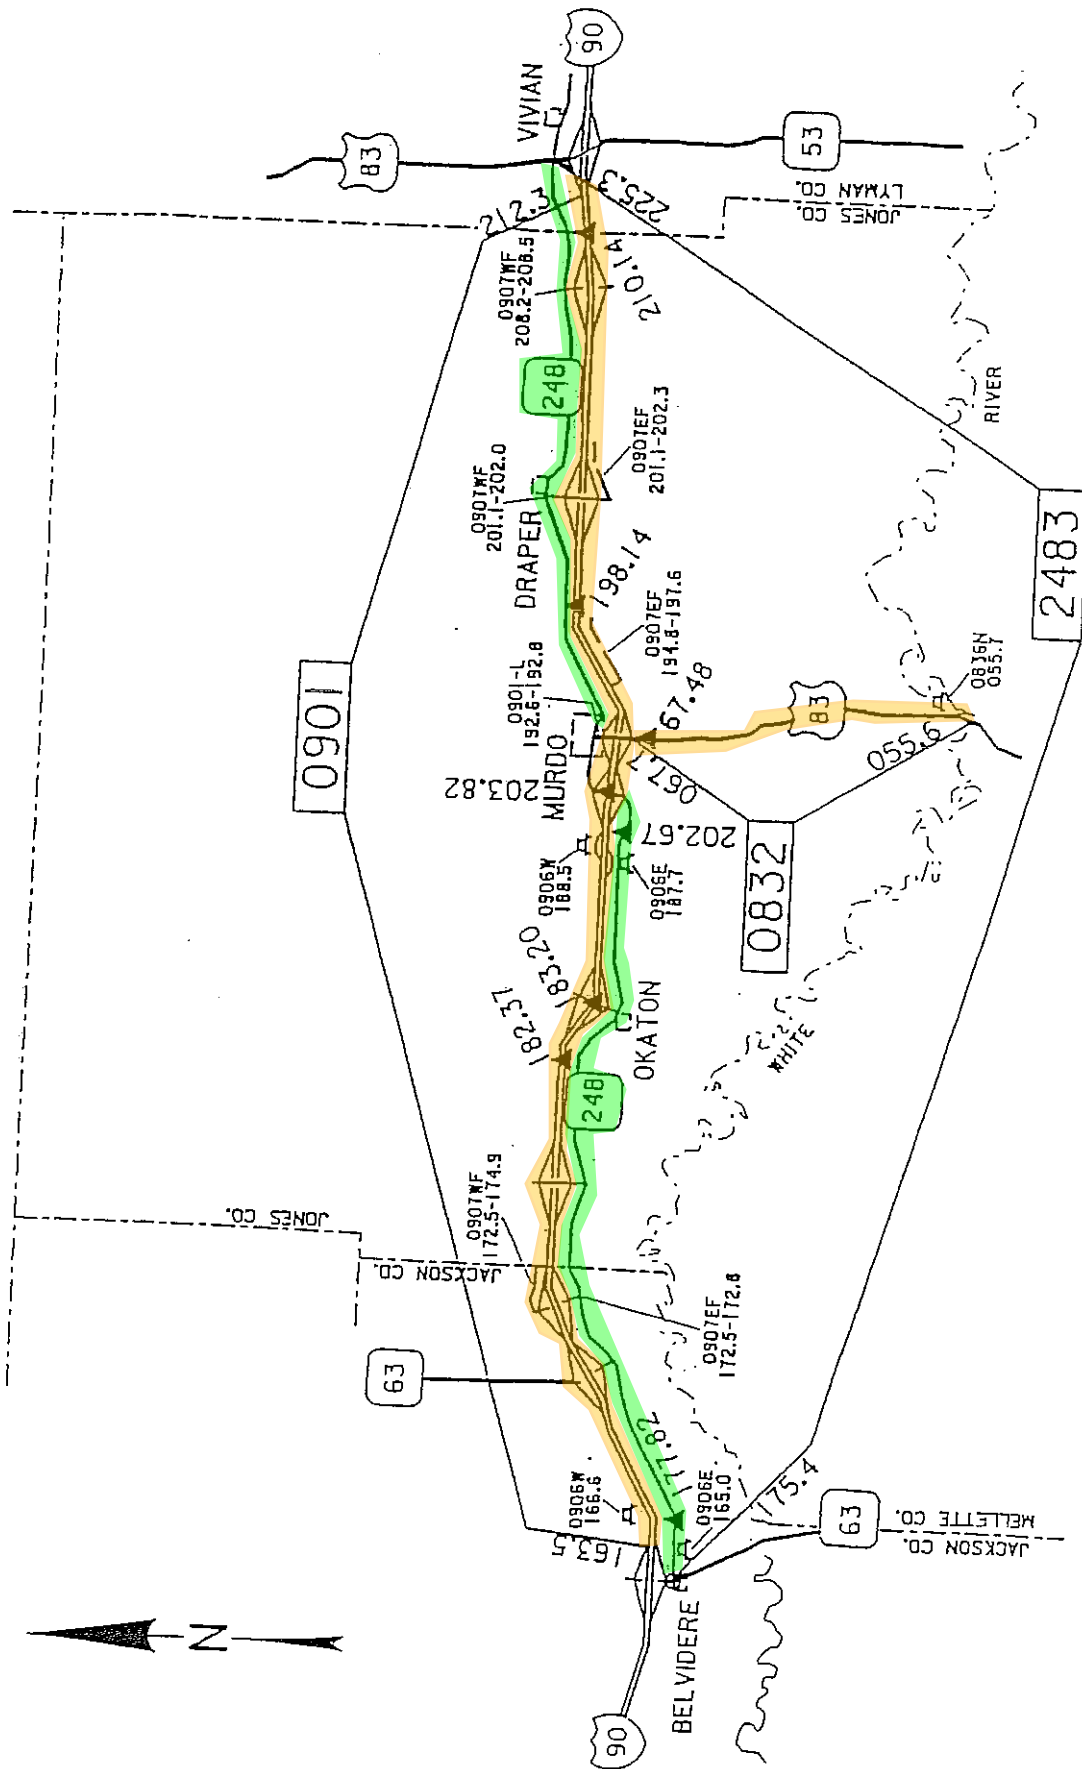 90
VIVIAN
83
53
LYMAN CO.
JONES CO.
212.3
225.3
0907WF
208.2-208.5
210.14
248
RIVER
0907WF
201.1-202.0
0907EF
201.1-202.3
DRAPER
198.14
2483
0907EF
194.8-197.6
0901-L
192.6-192.8
0901
67.48
83
0836N
055.7
MURDO
203.82
067.7
055.6
202.67
0906W
188.5
0906E
187.7
0832
83.20
182.37
OKATON
WHITE
248
JONES CO.
JACKSON CO.
0907WF
172.5-174.9
0907EF
172.5-172.8
63
177.82
0906W
166.6
0906E
165.0
175.4
163.5
63
MELLETTE CO.
JACKSON CO.
BELVIDERE
N
90